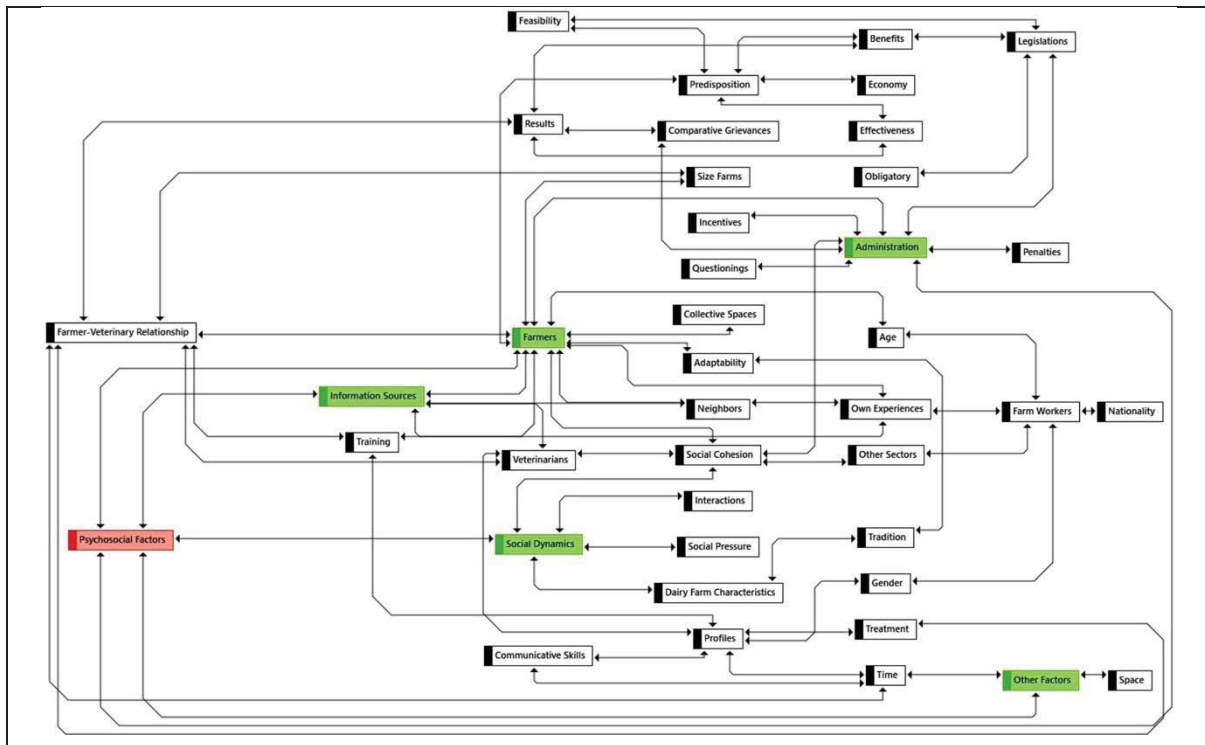 Feasibility
Benefits
Legislations
Predisposition
Economy
Results
Comparative Grievances
Effectiveness
Size Farms
Obligatory
Incentives
Administration
Penalties
Questionings
Collective Spaces
Farmer-Veterinary Relationship
Farmers
Age
Adaptability
Information Sources
Neighbors
Own Experiences
Farm Workers
Nationality
Training
Veterinarians
Social Cohesion
Other Sectors
Interactions
Psychosocial Factors
Social Dynamics
Social Pressure
Tradition
Dairy Farm Characteristics
Gender
Profiles
Treatment
Communicative Skills
Time
Other Factors
Space